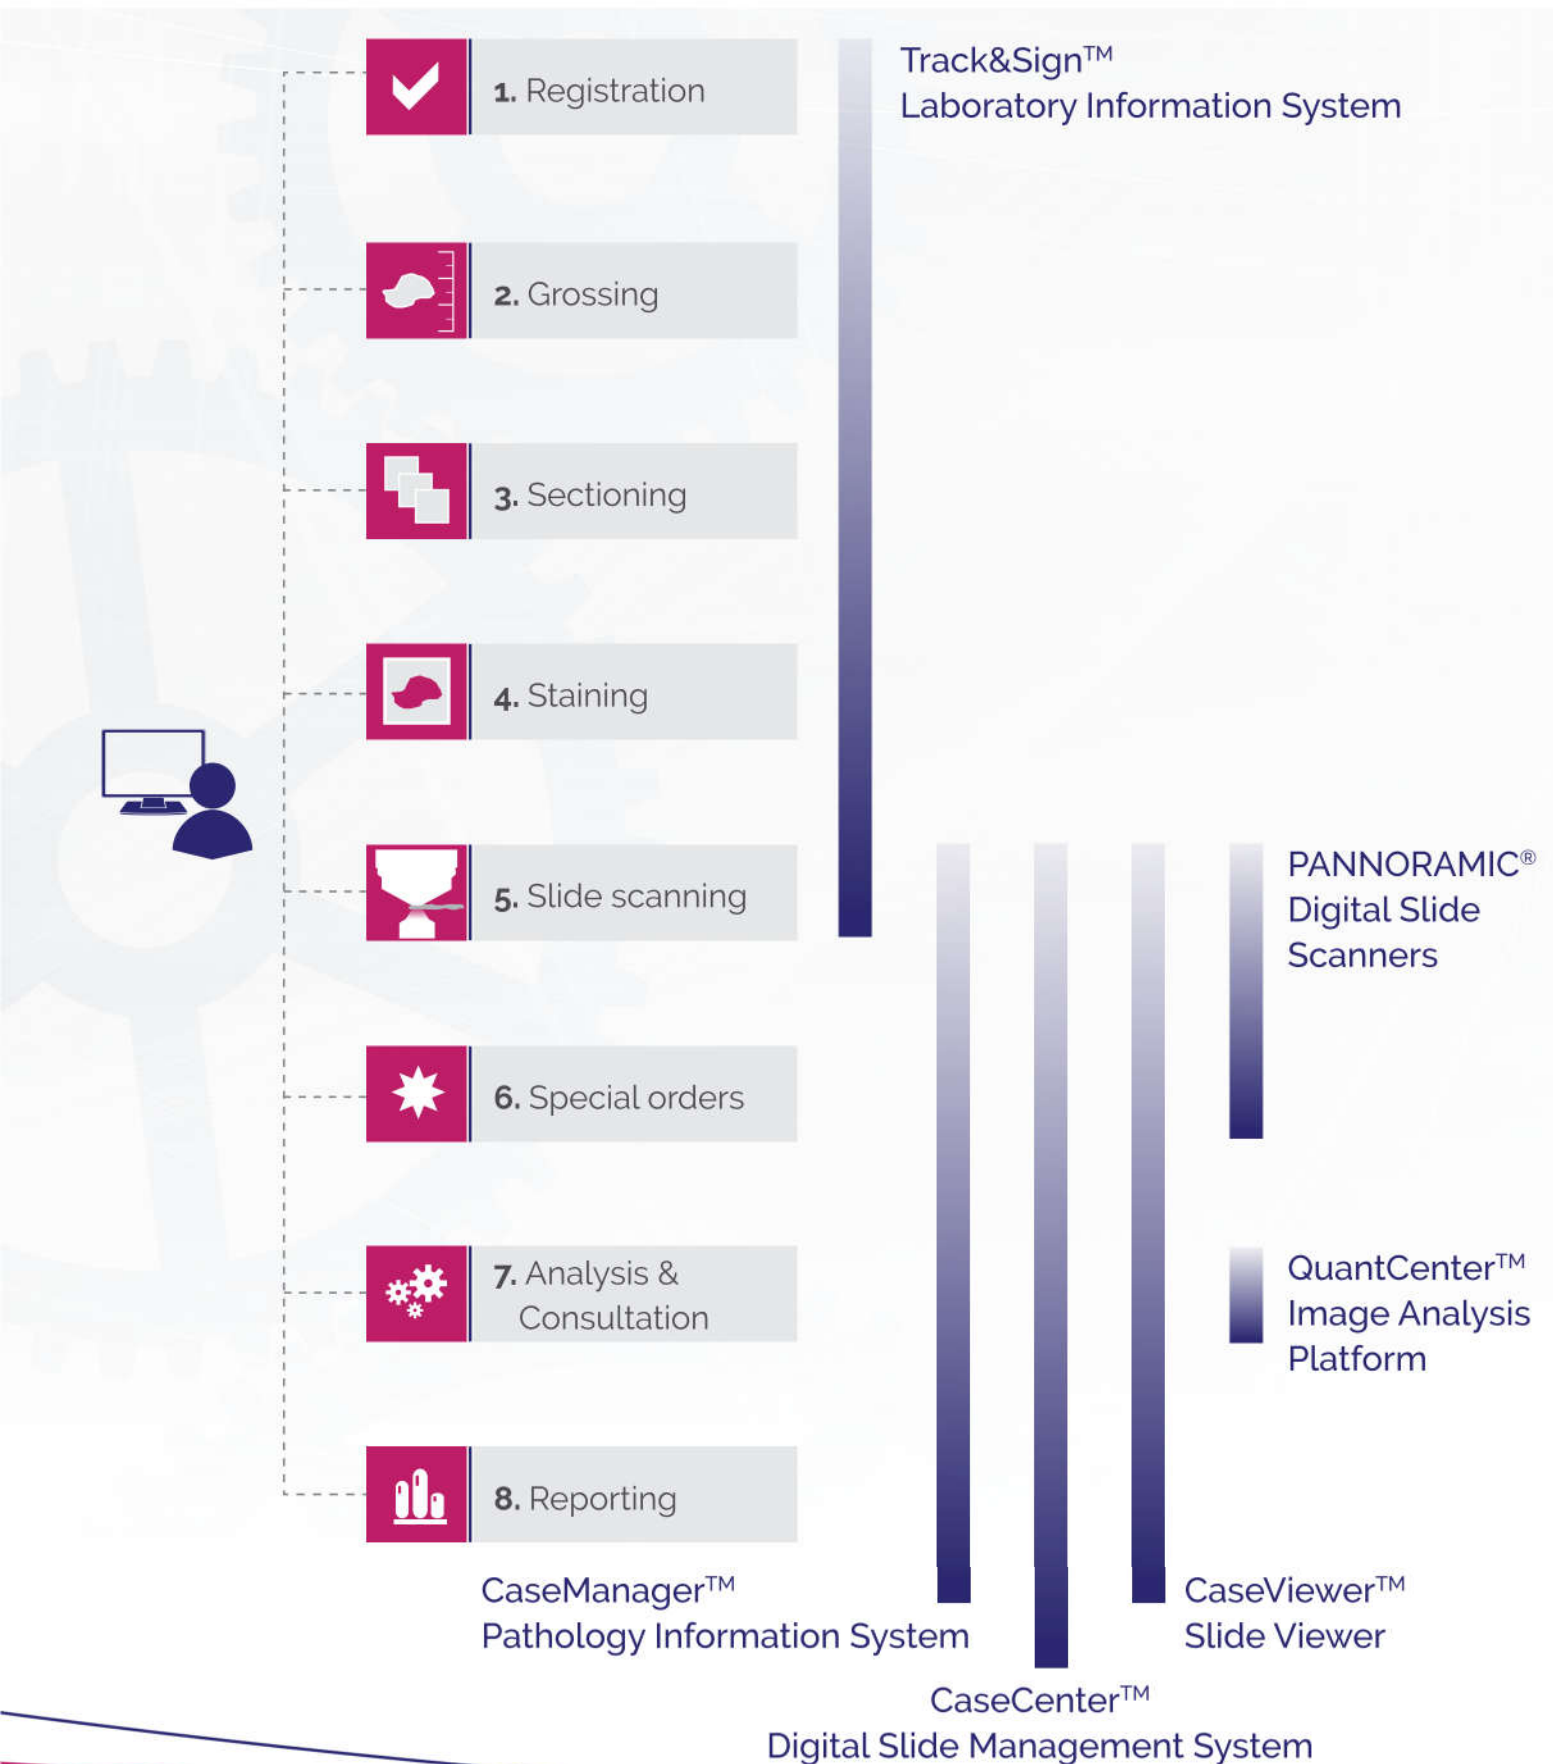 Track&Sign™
Laboratory Information System
1. Registration
2. Grossing
3. Sectioning
4. Staining
5. Slide scanning
PANNORAMIC®
Digital Slide
Scanners
6. Special orders
7. Analysis &
Consultation
QuantCenter™
Image Analysis
Platform
8. Reporting
CaseManager™
Pathology Information System
CaseViewer™
Slide Viewer
CaseCenter™
Digital Slide Management System